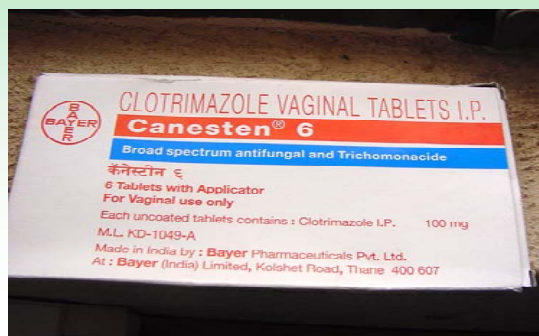 BAYER
BAYER
CLOTRIMAZOLE VAGINAL TABLETS I.P.
Canesten® 6
Broad spectrum antifungal and Trichomonacide
कॅनेस्टीन ६
6 Tablets with Applicator
For Vaginal use only
Each uncoated tablets contains : Clotrimazole I.P. 100 mg
M.L. KD-1049-A
Made in India by : Bayer Pharmaceuticals Pvt. Ltd.
At : Bayer (India) Limited, Kolshet Road, Thane 400 607